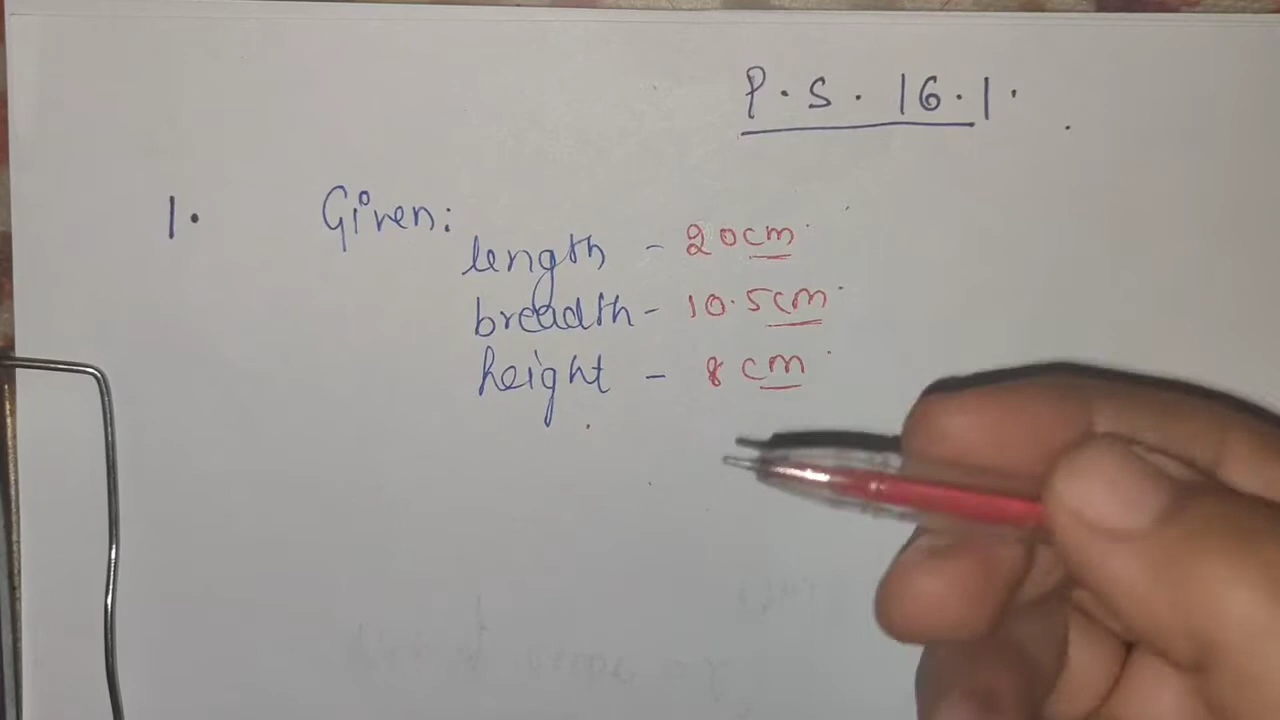 P.S. 16.1.
1. Given:
length - 20cm
breadth - 10.5cm
height - 8 cm